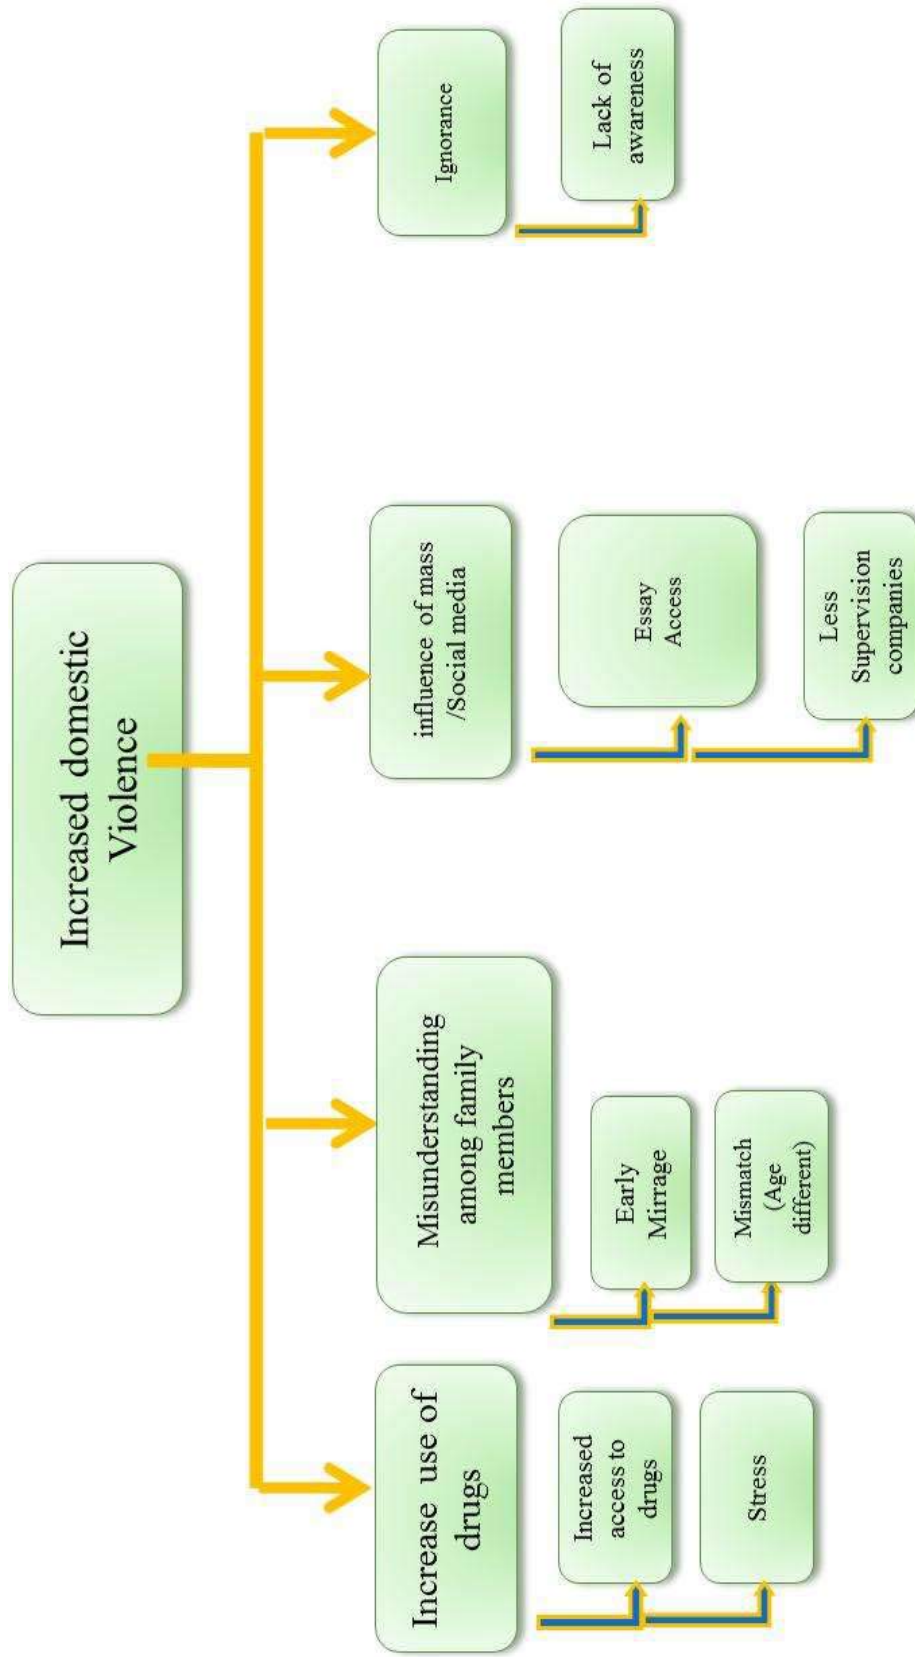 Increased domestic
Violence
Increase use of
drugs
Increased
access to
drugs
Stress
Misunderstanding
among family
members
Early
Mirrage
Mismatch
(Age
different)
influence of mass
/Social media
Essay
Access
Less
Supervision
companies
Ignorance
Lack of
awareness